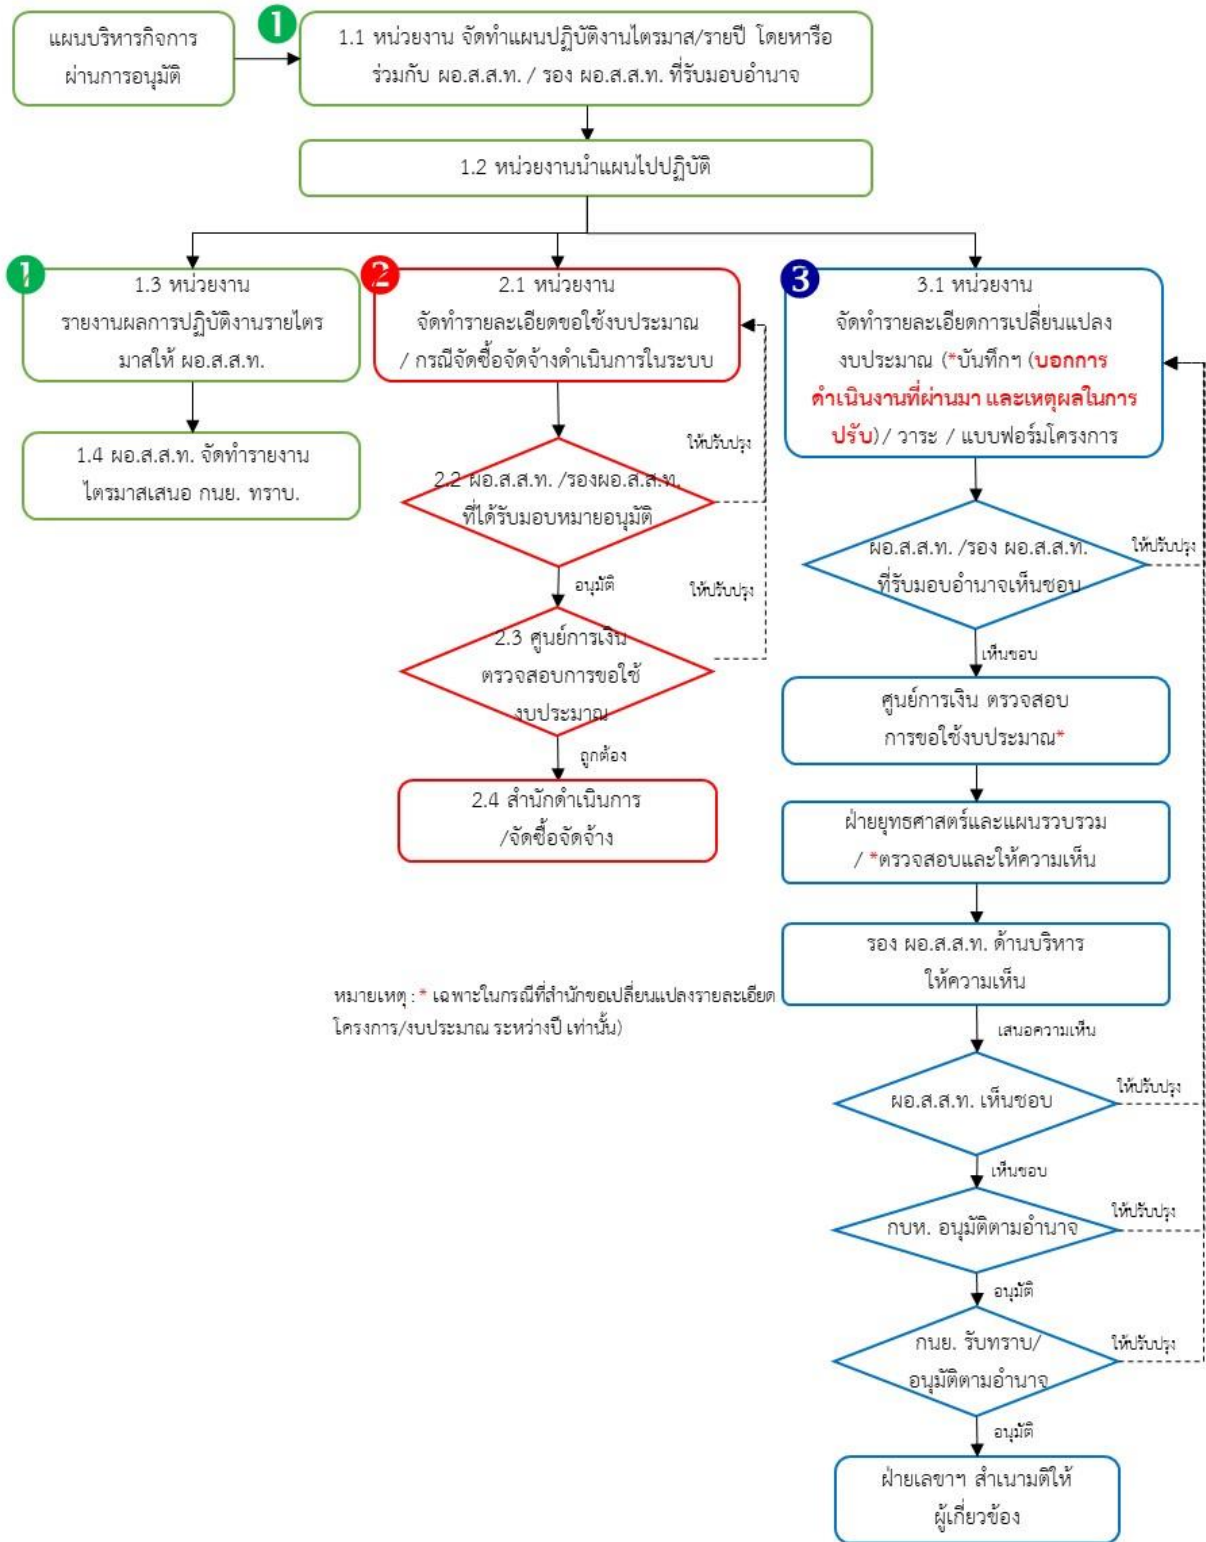 แผนบริหารกิจการ
ผ่านการอนุมัติ
1
1.1 หน่วยงาน จัดทำแผนปฏิบัติงานไตรมาส/รายปี โดยหารือ
ร่วมกับ ผอ.ส.ส.ท. / รอง ผอ.ส.ส.ท. ที่รับมอบอำนาจ
1.2 หน่วยงานนำแผนไปปฏิบัติ
1
1.3 หน่วยงาน
รายงานผลการปฏิบัติงานรายไตร
มาสให้ ผอ.ส.ส.ท.
1.4 ผอ.ส.ส.ท. จัดทำรายงาน
ไตรมาสเสนอ กนย. ทราบ.
2
2.1 หน่วยงาน
จัดทำรายละเอียดขอใช้งบประมาณ
/ กรณีจัดซื้อจัดจ้างดำเนินการในระบบ
ให้ปรับปรุง
2.2 ผอ.ส.ส.ท. /รองผอ.ส.ส.ท.
ที่ได้รับมอบหมายอนุมัติ
อนุมัติ
ให้ปรับปรุง
2.3 ศูนย์การเงิน
ตรวจสอบการขอใช้
งบประมาณ
ถูกต้อง
2.4 สำนักดำเนินการ
/จัดซื้อจัดจ้าง
3
3.1 หน่วยงาน
จัดทำรายละเอียดการเปลี่ยนแปลง
งบประมาณ (*บันทึกฯ (บอกการ
ดำเนินงานที่ผ่านมา และเหตุผลในการ
ปรับ)/ วาระ / แบบฟอร์มโครงการ
ผอ.ส.ส.ท. /รอง ผอ.ส.ส.ท.
ที่รับมอบอำนาจเห็นชอบ
ให้ปรับปรุง
เห็นชอบ
ศูนย์การเงิน ตรวจสอบ
การขอใช้งบประมาณ*
ฝ่ายยุทธศาสตร์และแผนรวบรวม
/ *ตรวจสอบและให้ความเห็น
รอง ผอ.ส.ส.ท. ด้านบริหาร
ให้ความเห็น
หมายเหตุ : * เฉพาะในกรณีที่สำนักขอเปลี่ยนแปลงรายละเอียด
โครงการ/งบประมาณ ระหว่างปี เท่านั้น)
เสนอความเห็น
ผอ.ส.ส.ท. เห็นชอบ
ให้ปรับปรุง
เห็นชอบ
กบห. อนุมัติตามอำนาจ
ให้ปรับปรุง
อนุมัติ
กนย. รับทราบ/
อนุมัติตามอำนาจ
ให้ปรับปรุง
อนุมัติ
ฝ่ายเลขาฯ สำเนามติให้
ผู้เกี่ยวข้อง